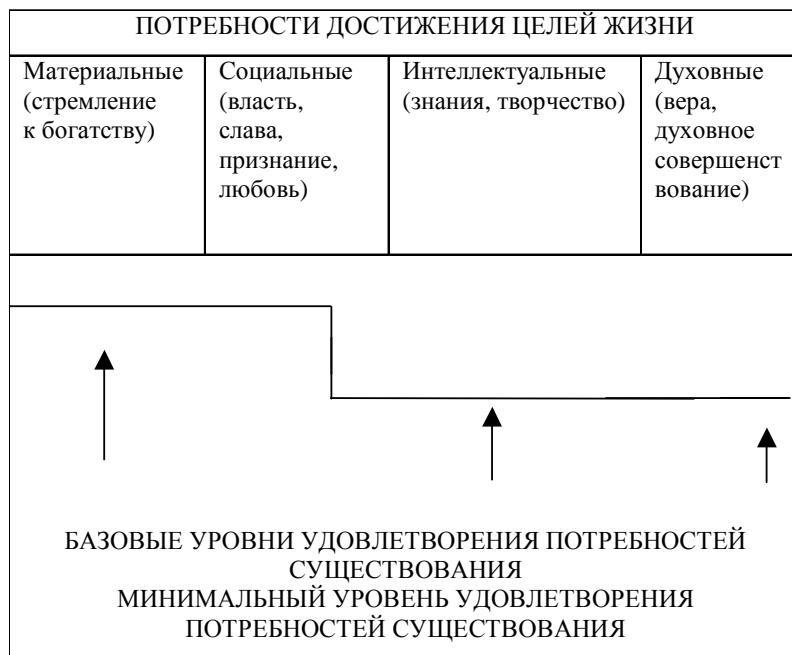 ПОТРЕБНОСТИ ДОСТИЖЕНИЯ ЦЕЛЕЙ ЖИЗНИ
Материальные
(стремление
к богатству)
Социальные
(власть,
слава,
признание,
любовь)
Интеллектуальные
(знания, творчество)
Духовные
(вера,
духовное
совершенст
вование)
БАЗОВЫЕ УРОВНИ УДОВЛЕТВОРЕНИЯ ПОТРЕБНОСТЕЙ
СУЩЕСТВОВАНИЯ
МИНИМАЛЬНЫЙ УРОВЕНЬ УДОВЛЕТВОРЕНИЯ
ПОТРЕБНОСТЕЙ СУЩЕСТВОВАНИЯ